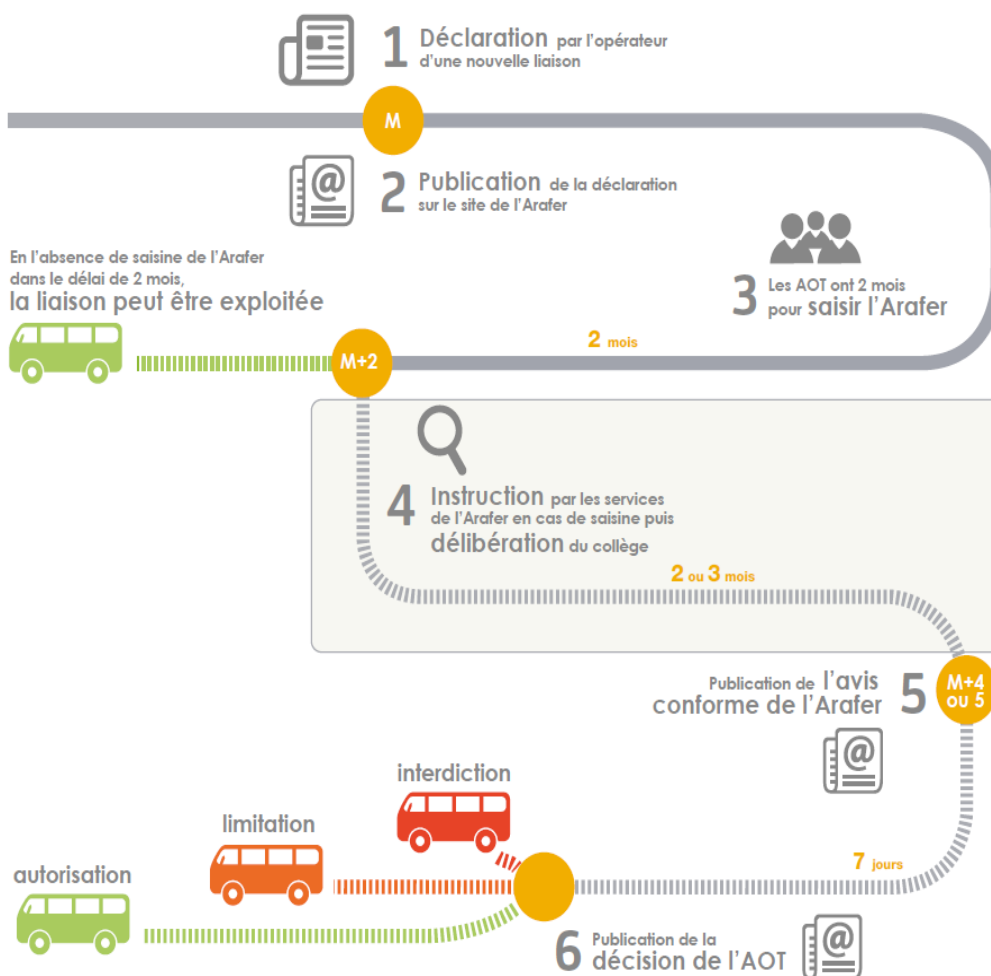 1 Déclaration par l'opérateur
d'une nouvelle liaison
M
@
2 Publication de la déclaration
sur le site de l'Arafer
En l'absence de saisine de l'Arafer
dans le délai de 2 mois,
la liaison peut être exploitée
3 Les AOT ont 2 mois
pour saisir l'Arafer
2 mois
M+2
4 Instruction par les services
de l'Arafer en cas de saisine puis
délibération du collège
2 ou 3 mois
Publication de l'avis
conforme de l'Arafer 5
M+4
ou 5
@
interdiction
limitation
autorisation
7 jours
6 Publication de la
décision de l'AOT
@